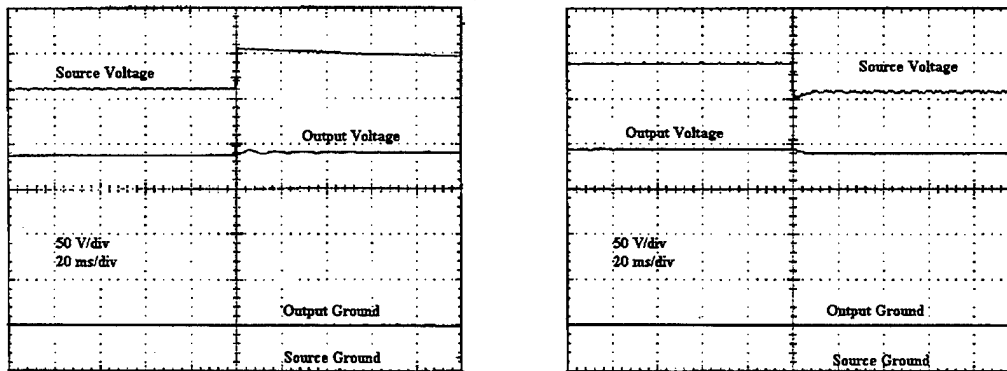 Source Voltage
Output Voltage
50 V/div
20 ms/div
Output Ground
Source Ground
Source Voltage
Output Voltage
50 V/div
20 ms/div
Output Ground
Source Ground